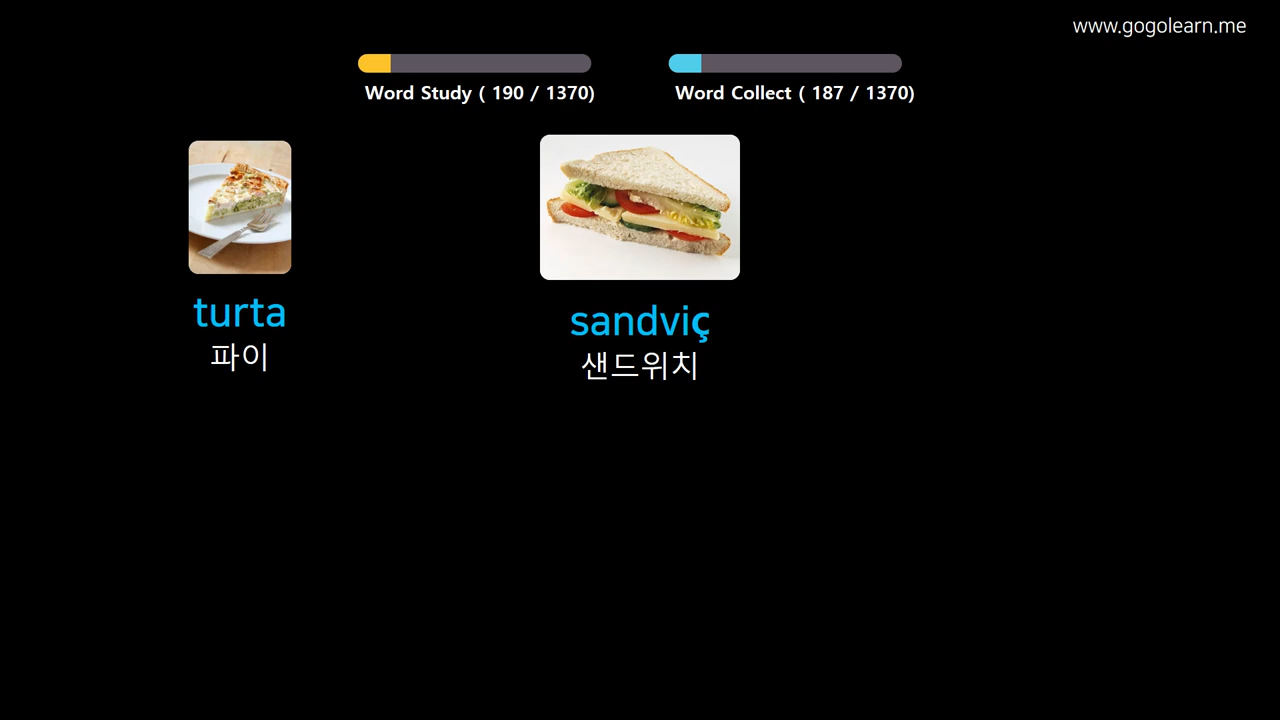 www.gogolearn.me
Word Study ( 190 / 1370)
Word Collect ( 187 / 1370)
turta
파이
sandviç
샌드위치